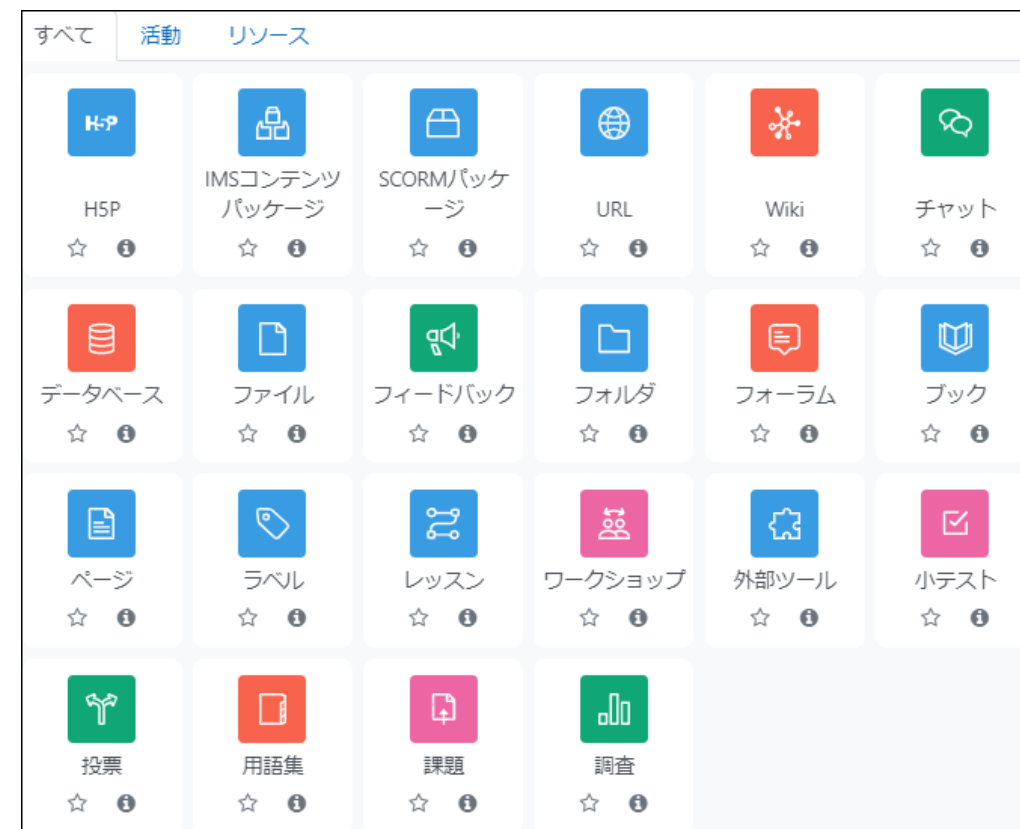 すべて 活動 リソース
H5P
H5P IMSコンテンツ SCORMパッケ URL Wiki チャット
パッケージ ージ
データベース ファイル フィードバック フォルダ フォーラム ブック
ページ ラベル レッスン ワークショップ 外部ツール 小テスト
投票 用語集 課題 調査